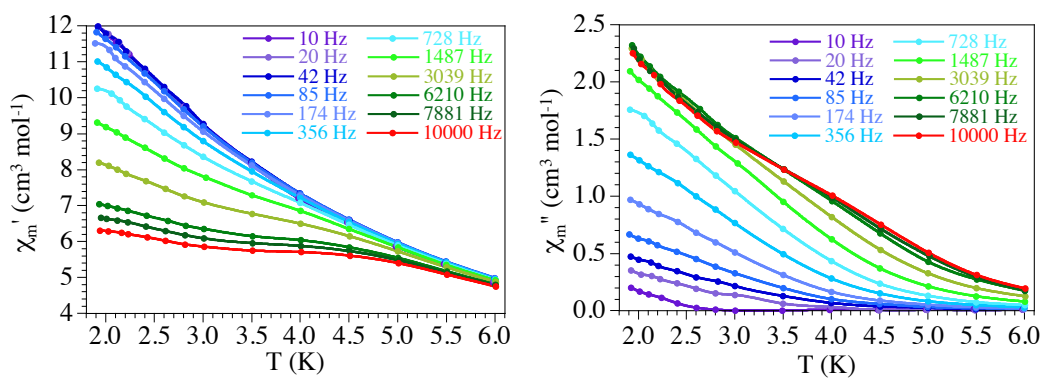 12
11
10
9
8
7
6
5
4
χm' (cm³ mol⁻¹)
10 Hz
20 Hz
42 Hz
85 Hz
174 Hz
356 Hz
728 Hz
1487 Hz
3039 Hz
6210 Hz
7881 Hz
10000 Hz
2.0 2.5 3.0 3.5 4.0 4.5 5.0 5.5 6.0
T (K)
2.5
2.0
1.5
1.0
0.5
0.0
χm" (cm³ mol⁻¹)
10 Hz
20 Hz
42 Hz
85 Hz
174 Hz
356 Hz
728 Hz
1487 Hz
3039 Hz
6210 Hz
7881 Hz
10000 Hz
2.0 2.5 3.0 3.5 4.0 4.5 5.0 5.5 6.0
T (K)